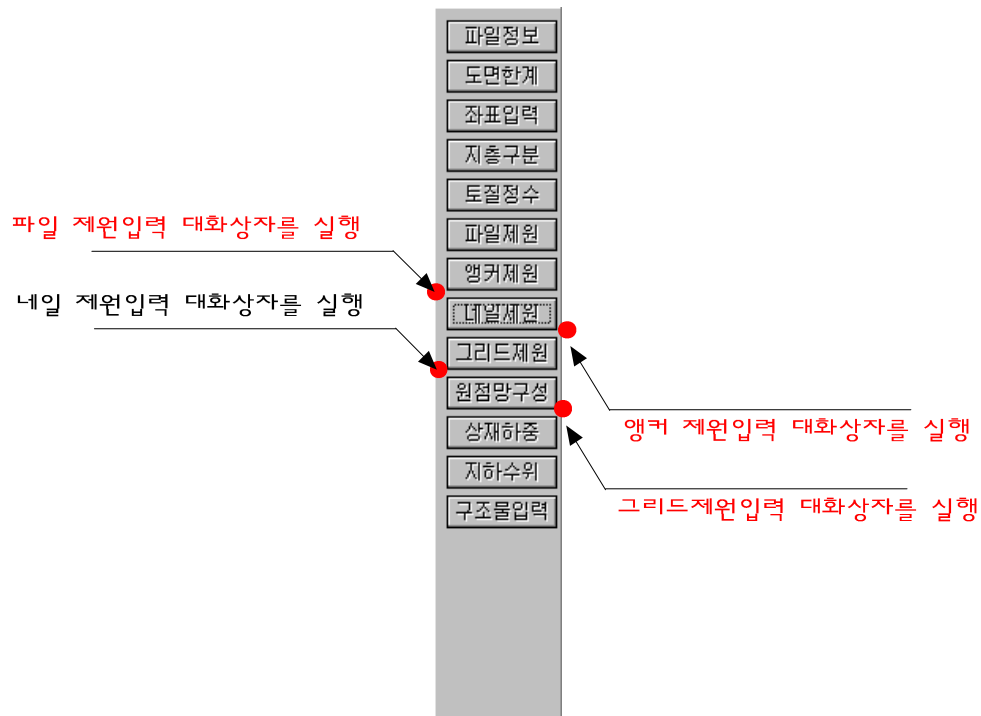 파일정보
도면한계
좌표입력
지층구분
토질정수
파일제원
앵커제원
네일제원
그리드제원
원점망구성
상재하중
지하수위
구조물입력
파일 제원입력 대화상자를 실행
네일 제원입력 대화상자를 실행
앵커 제원입력 대화상자를 실행
그리드제원입력 대화상자를 실행